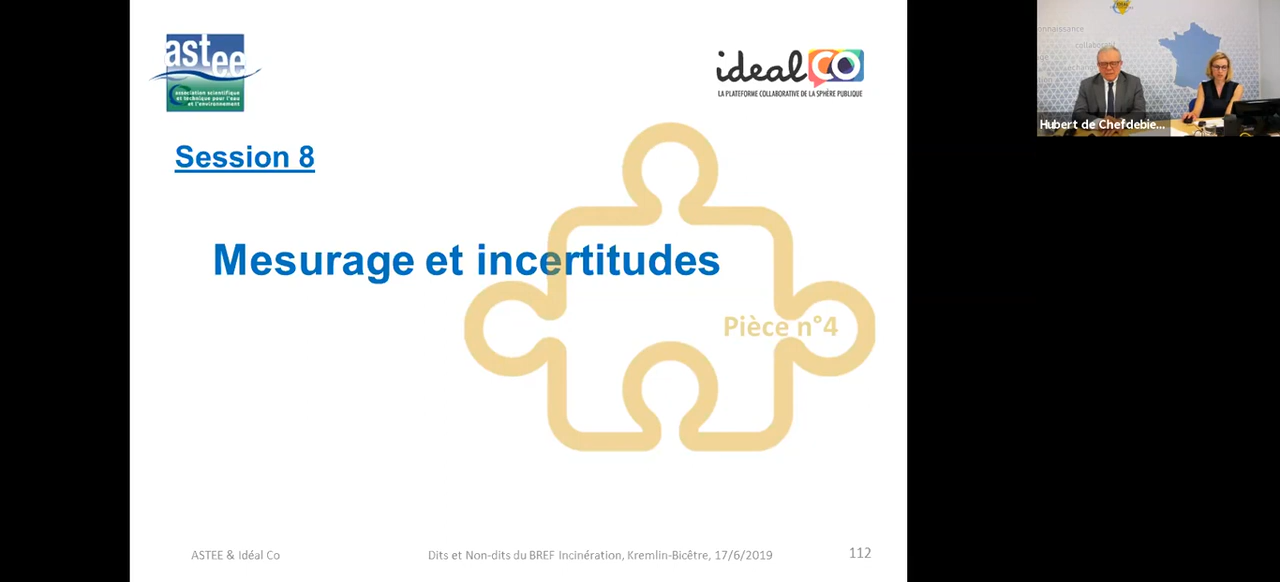 astee
association scientifique
et technique pour l'eau
et l'environnement
idealCO
LA PLATEFORME COLLABORATIVE DE LA SPHÈRE PUBLIQUE
onnaissance
collabora
Hubert de Chefdebie...
Session 8
Mesurage et incertitudes
Pièce n°4
ASTEE & Idéal Co
Dits et Non-dits du BREF Incinération, Kremlin-Bicêtre, 17/6/2019
112